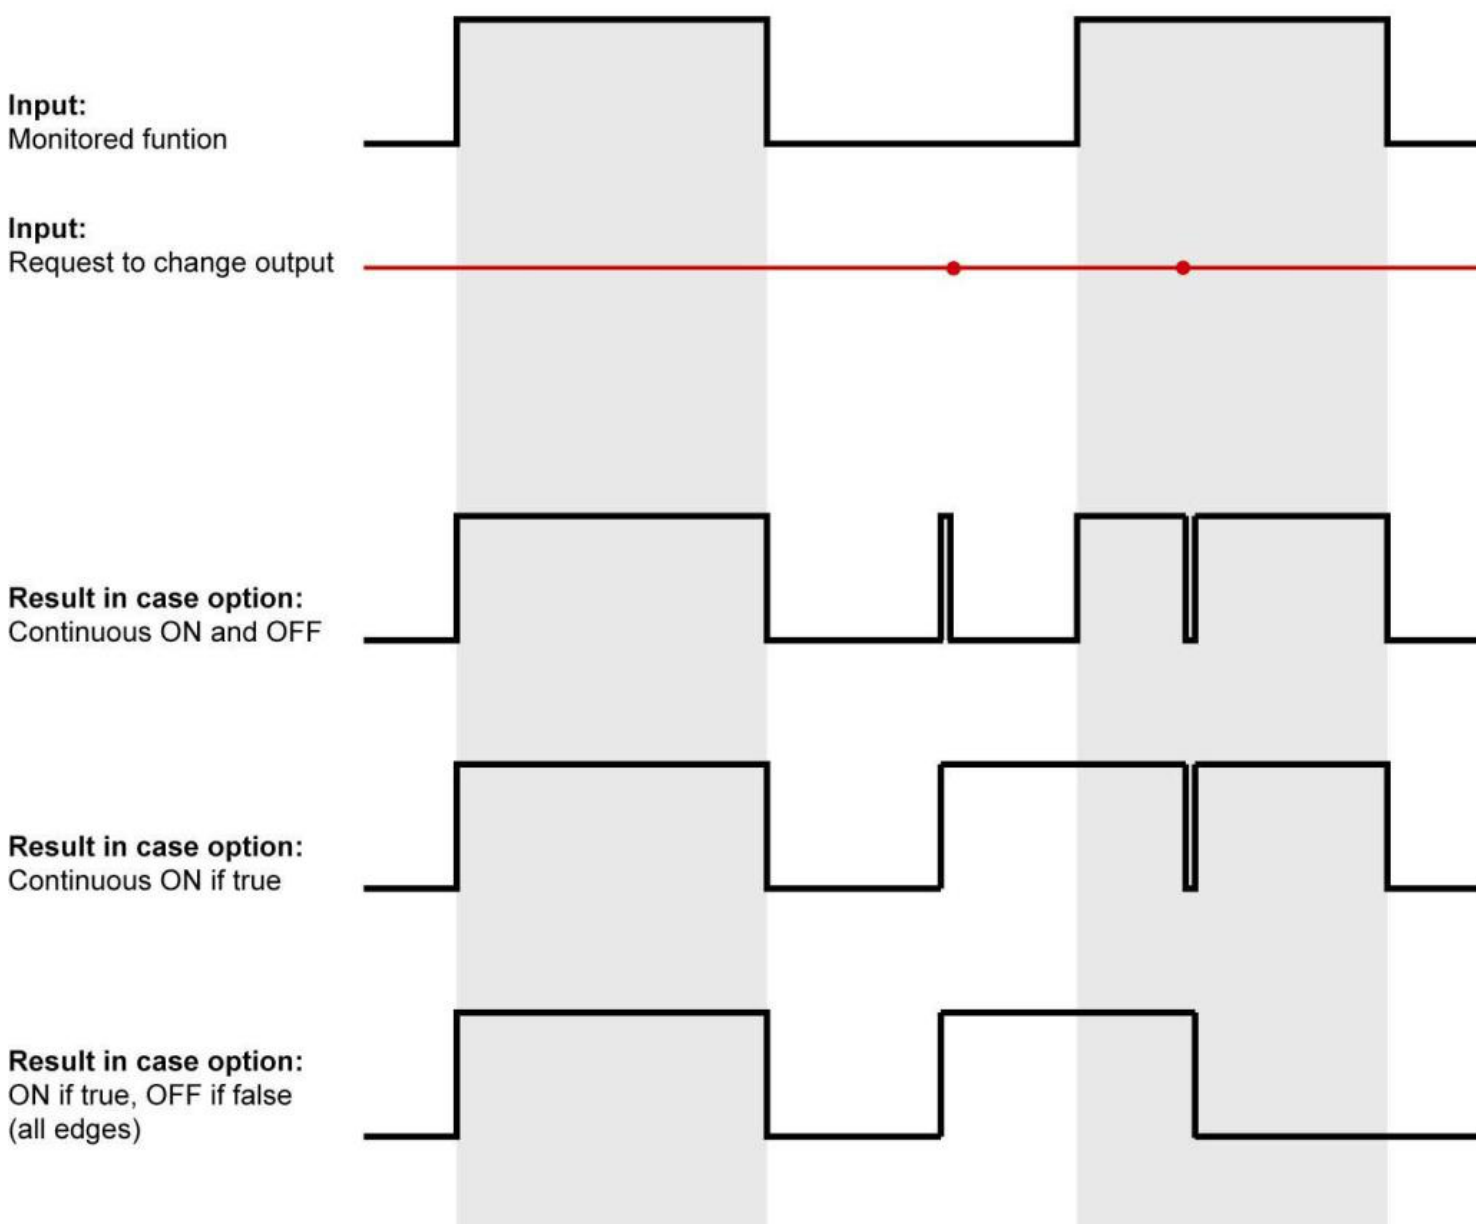 Input:
Monitored funtion
Input:
Request to change output
Result in case option:
Continuous ON and OFF
Result in case option:
Continuous ON if true
Result in case option:
ON if true, OFF if false
(all edges)